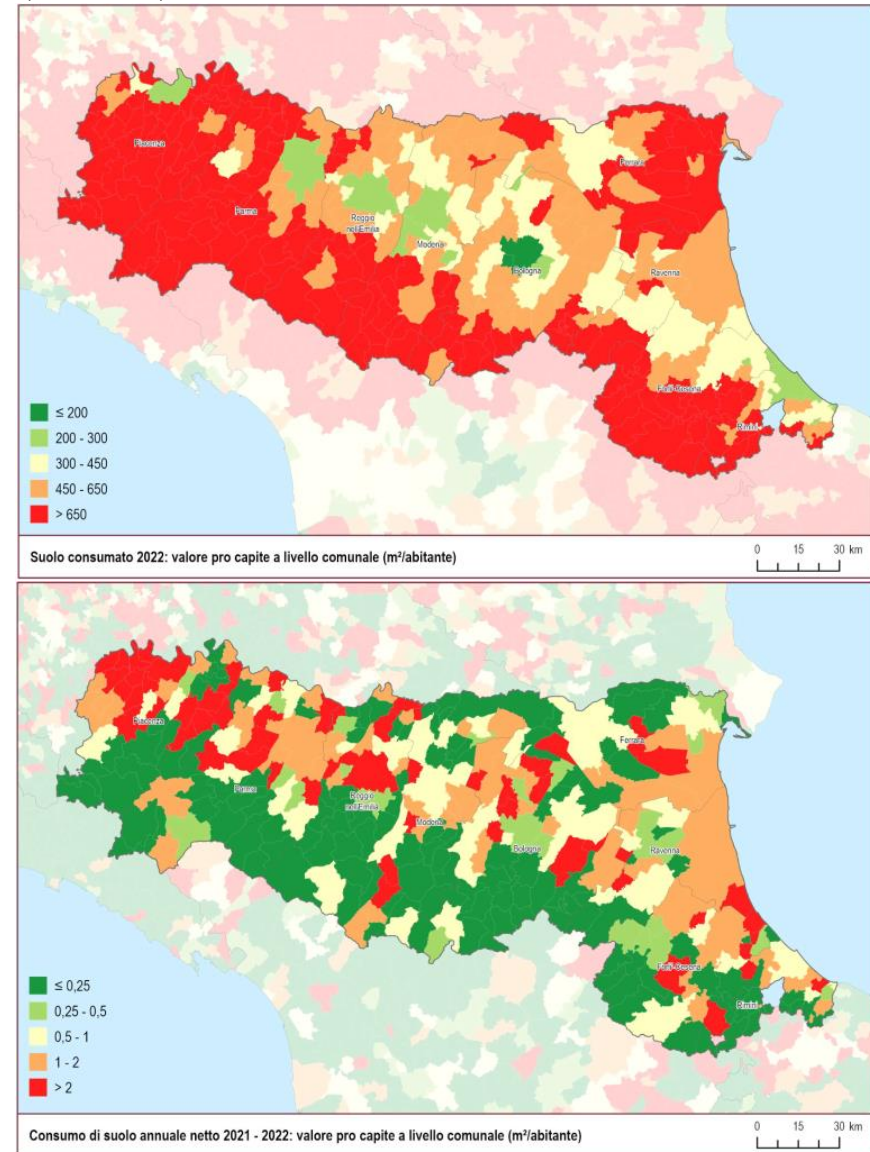 Piacenza
Parma
Reggio
nell'Emilia
Modena
Bologna
Ferrara
Ravenna
Forlì-Cesena
Rimini
≤ 200
200 - 300
300 - 450
450 - 650
> 650
0 15 30 km
Suolo consumato 2022: valore pro capite a livello comunale (m²/abitante)
Piacenza
Parma
Reggio
nell'Emilia
Modena
Bologna
Ferrara
Ravenna
Forlì-Cesena
Rimini
≤ 0,25
0,25 - 0,5
0,5 - 1
1 - 2
> 2
0 15 30 km
Consumo di suolo annuale netto 2021 - 2022: valore pro capite a livello comunale (m²/abitante)